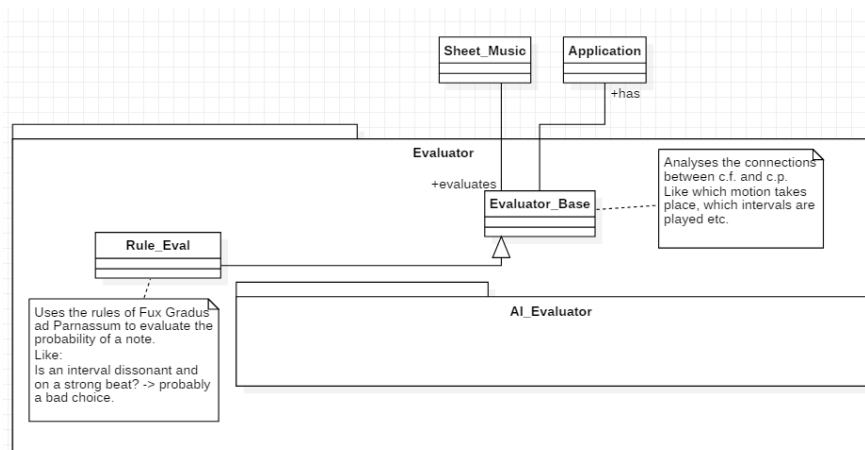 Sheet_Music
Application
+has
Evaluator
Analyses the connections
between c.f. and c.p.
Like which motion takes
place, which intervals are
played etc.
+evaluates
Evaluator_Base
Rule_Eval
AI_Evaluator
Uses the rules of Fux Gradus
ad Parnassum to evaluate the
probability of a note.
Like:
Is an interval dissonant and
on a strong beat? -> probably
a bad choice.